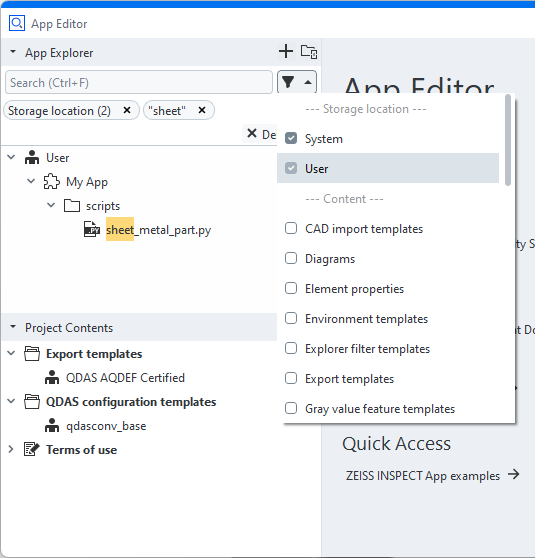 App Editor
App Explorer
Search (Ctrl+F)
Storage location (2) ×
"sheet" ×
× De
User
My App
scripts
sheet_metal_part.py
Project Contents
Export templates
QDAS AQDEF Certified
QDAS configuration templates
qdasconv_base
Terms of use
App Editor
--- Storage location ---
System
User
--- Content ---
CAD import templates
Diagrams
Element properties
Environment templates
Explorer filter templates
Export templates
Gray value feature templates
ty S
t Do
Quick Access
ZEISS INSPECT App examples